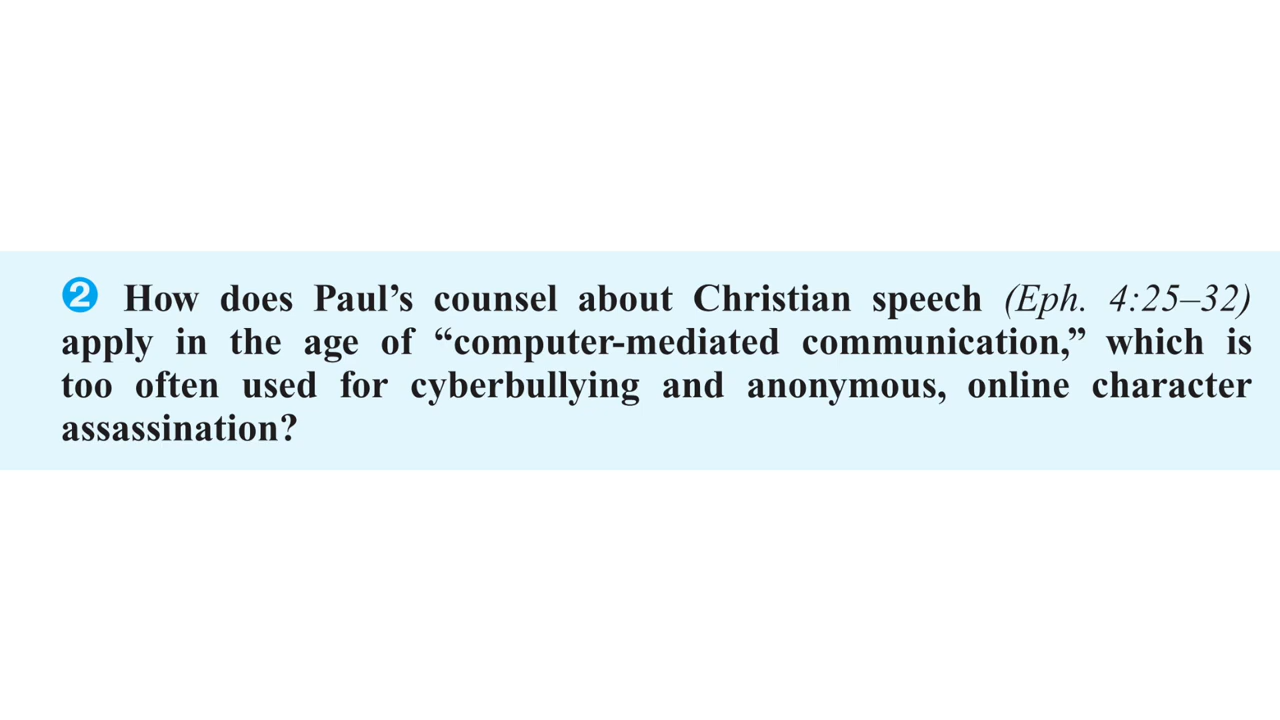 ❷ How does Paul’s counsel about Christian speech (Eph. 4:25–32)
apply in the age of “computer-mediated communication,” which is
too often used for cyberbullying and anonymous, online character
assassination?